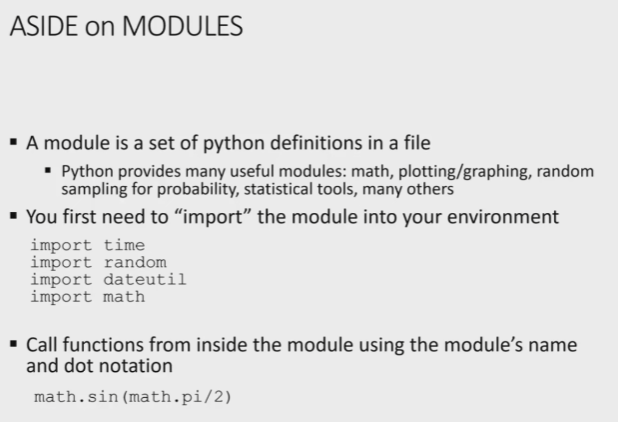 ASIDE on MODULES
▪ A module is a set of python definitions in a file
▪ Python provides many useful modules: math, plotting/graphing, random
sampling for probability, statistical tools, many others
▪ You first need to “import” the module into your environment
import time
import random
import dateutil
import math
▪ Call functions from inside the module using the module’s name
and dot notation
math.sin(math.pi/2)